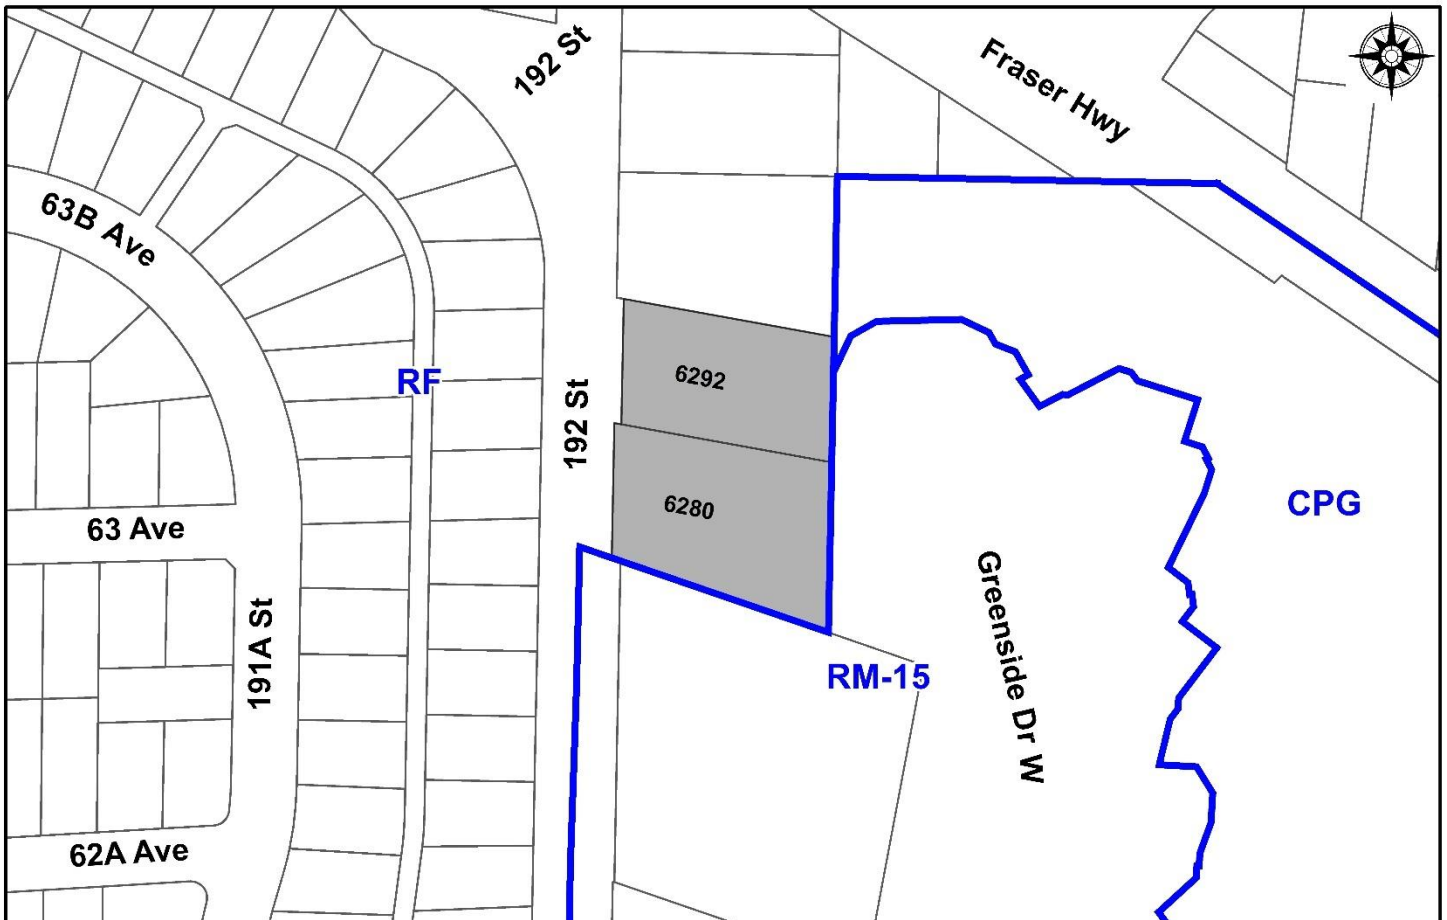 192 St
Fraser Hwy
63B Ave
RF
6292
192 St
6280
CPG
63 Ave
Greenside Dr W
191A St
RM-15
62A Ave